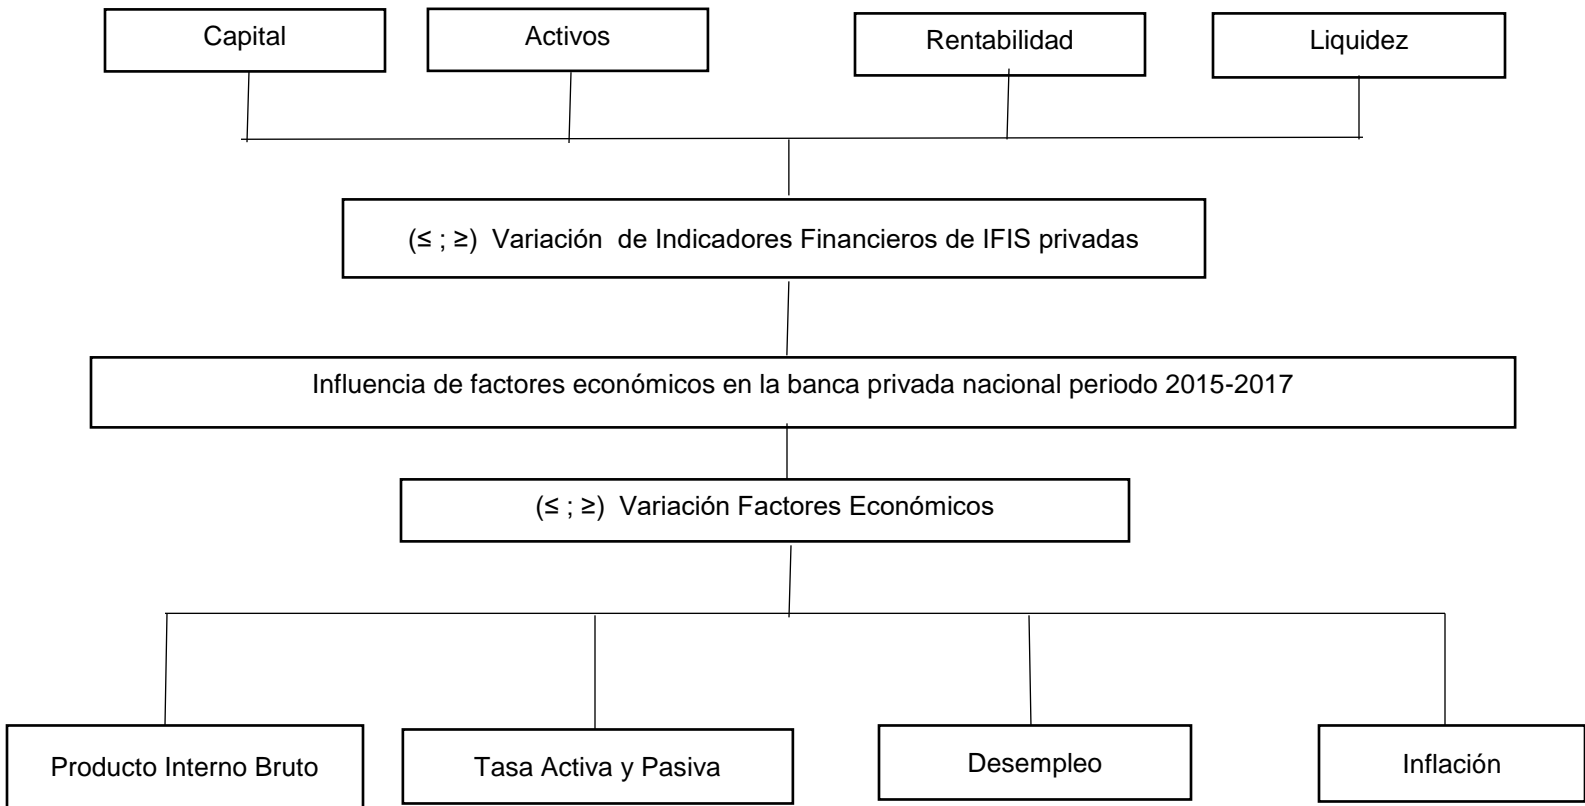 Capital
Activos
Rentabilidad
Liquidez
(≤ ; ≥) Variación de Indicadores Financieros de IFIS privadas
Influencia de factores económicos en la banca privada nacional periodo 2015-2017
(≤ ; ≥) Variación Factores Económicos
Producto Interno Bruto
Tasa Activa y Pasiva
Desempleo
Inflación